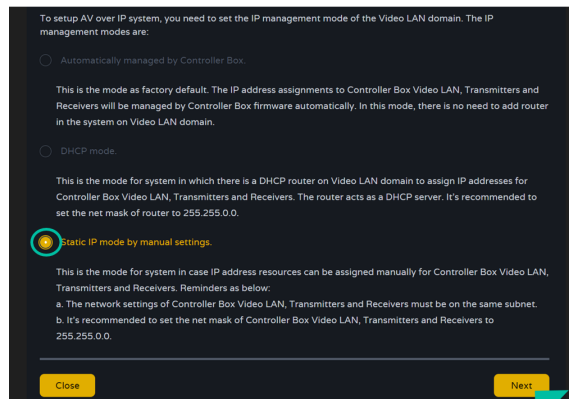 To setup AV over IP system, you need to set the IP management mode of the Video LAN domain. The IP
management modes are:
Automatically managed by Controller Box.
This is the mode as factory default. The IP address assignments to Controller Box Video LAN, Transmitters and
Receivers will be managed by Controller Box firmware automatically. In this mode, there is no need to add router
in the system on Video LAN domain.
DHCP mode.
This is the mode for system in which there is a DHCP router on Video LAN domain to assign IP addresses for
Controller Box Video LAN, Transmitters and Receivers. The router acts as a DHCP server. It's recommended to
set the net mask of router to 255.255.0.0.
Static IP mode by manual settings.
This is the mode for system in case IP address resources can be assigned manually for Controller Box Video LAN,
Transmitters and Receivers. Reminders as below:
a. The network settings of Controller Box Video LAN, Transmitters and Receivers must be on the same subnet.
b. It's recommended to set the net mask of Controller Box Video LAN, Transmitters and Receivers to
255.255.0.0.
Close
Next